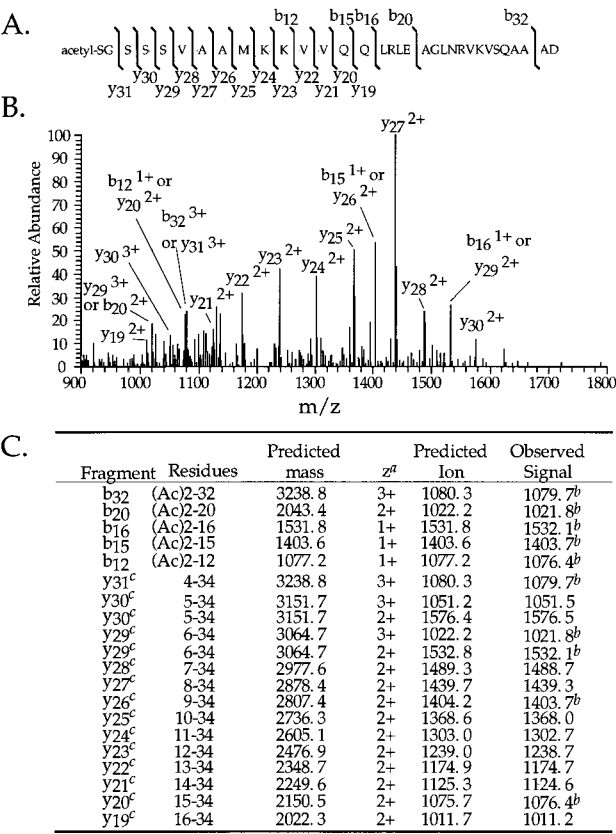 A.
b12 b15 b16 b20 b32
acetyl-SG S S S V A A M K K V V Q Q LRLE AGLNRVKVSQAA AD
y30 y28 y26 y24 y22 y20
y31 y29 y27 y25 y23 y21 y19
B.
Relative Abundance
100
90
80
70
60
50
40
30
20
10
0
y29 3+
or b20 2+
y19 2+
y30 3+
b12 1+ or
y20 2+
b32 3+
or y31 3+
y21 2+
y22 2+
y23 2+
y24 2+
y25 2+
b15 1+ or
y26 2+
y27 2+
y28 2+
b16 1+ or
y29 2+
y30 2+
900 1000 1100 1200 1300 1400 1500 1600 1700 1800
m/z
C.
Predicted Predicted Observed
Fragment Residues mass z^a Ion Signal
b32 (Ac)2-32 3238.8 3+ 1080.3 1079.7^b
b20 (Ac)2-20 2043.4 2+ 1022.2 1021.8^b
b16 (Ac)2-16 1531.8 1+ 1531.8 1532.1^b
b15 (Ac)2-15 1403.6 1+ 1403.6 1403.7^b
b12 (Ac)2-12 1077.2 1+ 1077.2 1076.4^b
y31^c 4-34 3238.8 3+ 1080.3 1079.7^b
y30^c 5-34 3151.7 3+ 1051.2 1051.5
y30^c 5-34 3151.7 2+ 1576.4 1576.5
y29^c 6-34 3064.7 3+ 1022.2 1021.8^b
y29^c 6-34 3064.7 2+ 1532.8 1532.1^b
y28^c 7-34 2977.6 2+ 1489.3 1488.7
y27^c 8-34 2878.4 2+ 1439.7 1439.3
y26^c 9-34 2807.4 2+ 1404.2 1403.7^b
y25^c 10-34 2736.3 2+ 1368.6 1368.0
y24^c 11-34 2605.1 2+ 1303.0 1302.7
y23^c 12-34 2476.9 2+ 1239.0 1238.7
y22^c 13-34 2348.7 2+ 1174.9 1174.7
y21^c 14-34 2249.6 2+ 1125.3 1124.6
y20^c 15-34 2150.5 2+ 1075.7 1076.4^b
y19^c 16-34 2022.3 2+ 1011.7 1011.2